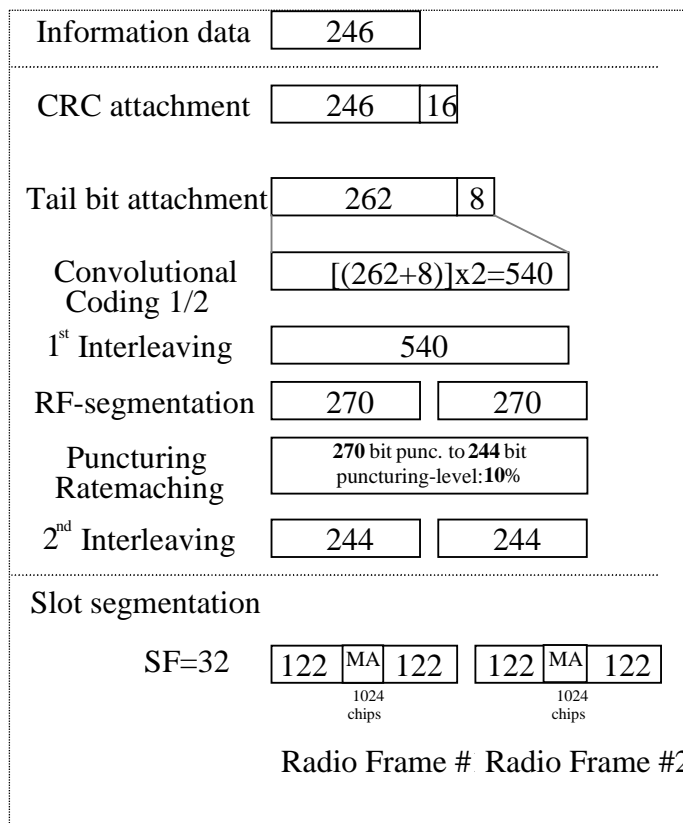 Information data 246
CRC attachment 246 16
Tail bit attachment 262 8
Convolutional [(262+8)]x2=540
Coding 1/2
1st Interleaving 540
RF-segmentation 270 270
Puncturing 270 bit punc. to 244 bit
Ratemaching puncturing-level:10%
2nd Interleaving 244 244
Slot segmentation
SF=32 122 MA 122 122 MA 122
1024 1024
chips chips
Radio Frame # Radio Frame #2